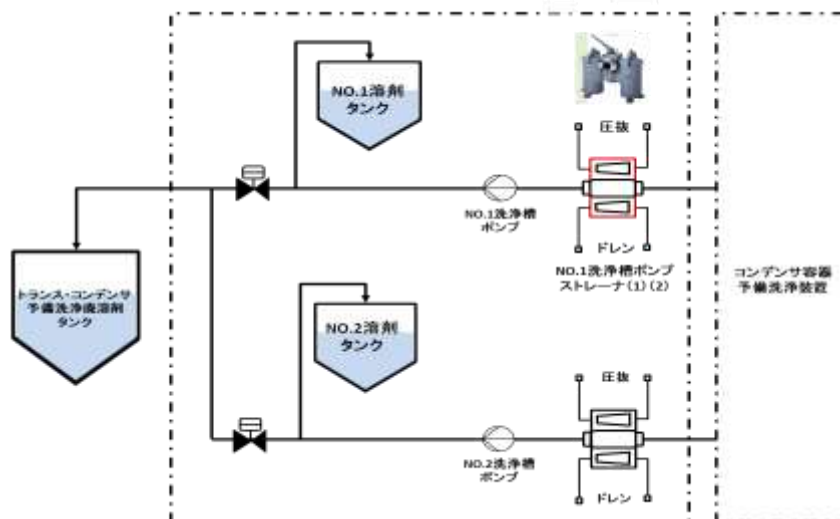 NO.1溶剤
タンク
圧抜
NO.1洗浄槽
ポンプ
ドレン
NO.1洗浄槽ポンプ
ストレーナ(1)(2)
コンデンサ容器
予備洗浄装置
トランス・コンデンサ
予備洗浄廃溶剤
タンク
NO.2溶剤
タンク
圧抜
NO.2洗浄槽
ポンプ
ドレン